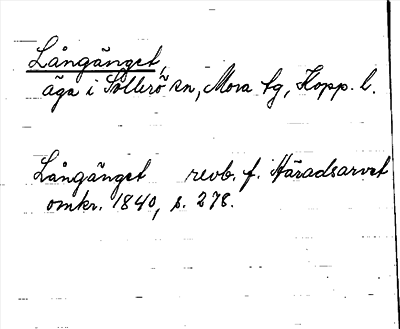 Långänget,
äga i Sollerö sn, Mora tg, Kopp. l.
Långänget revb. f. Häradsarvet
omkr. 1840, s. 278.